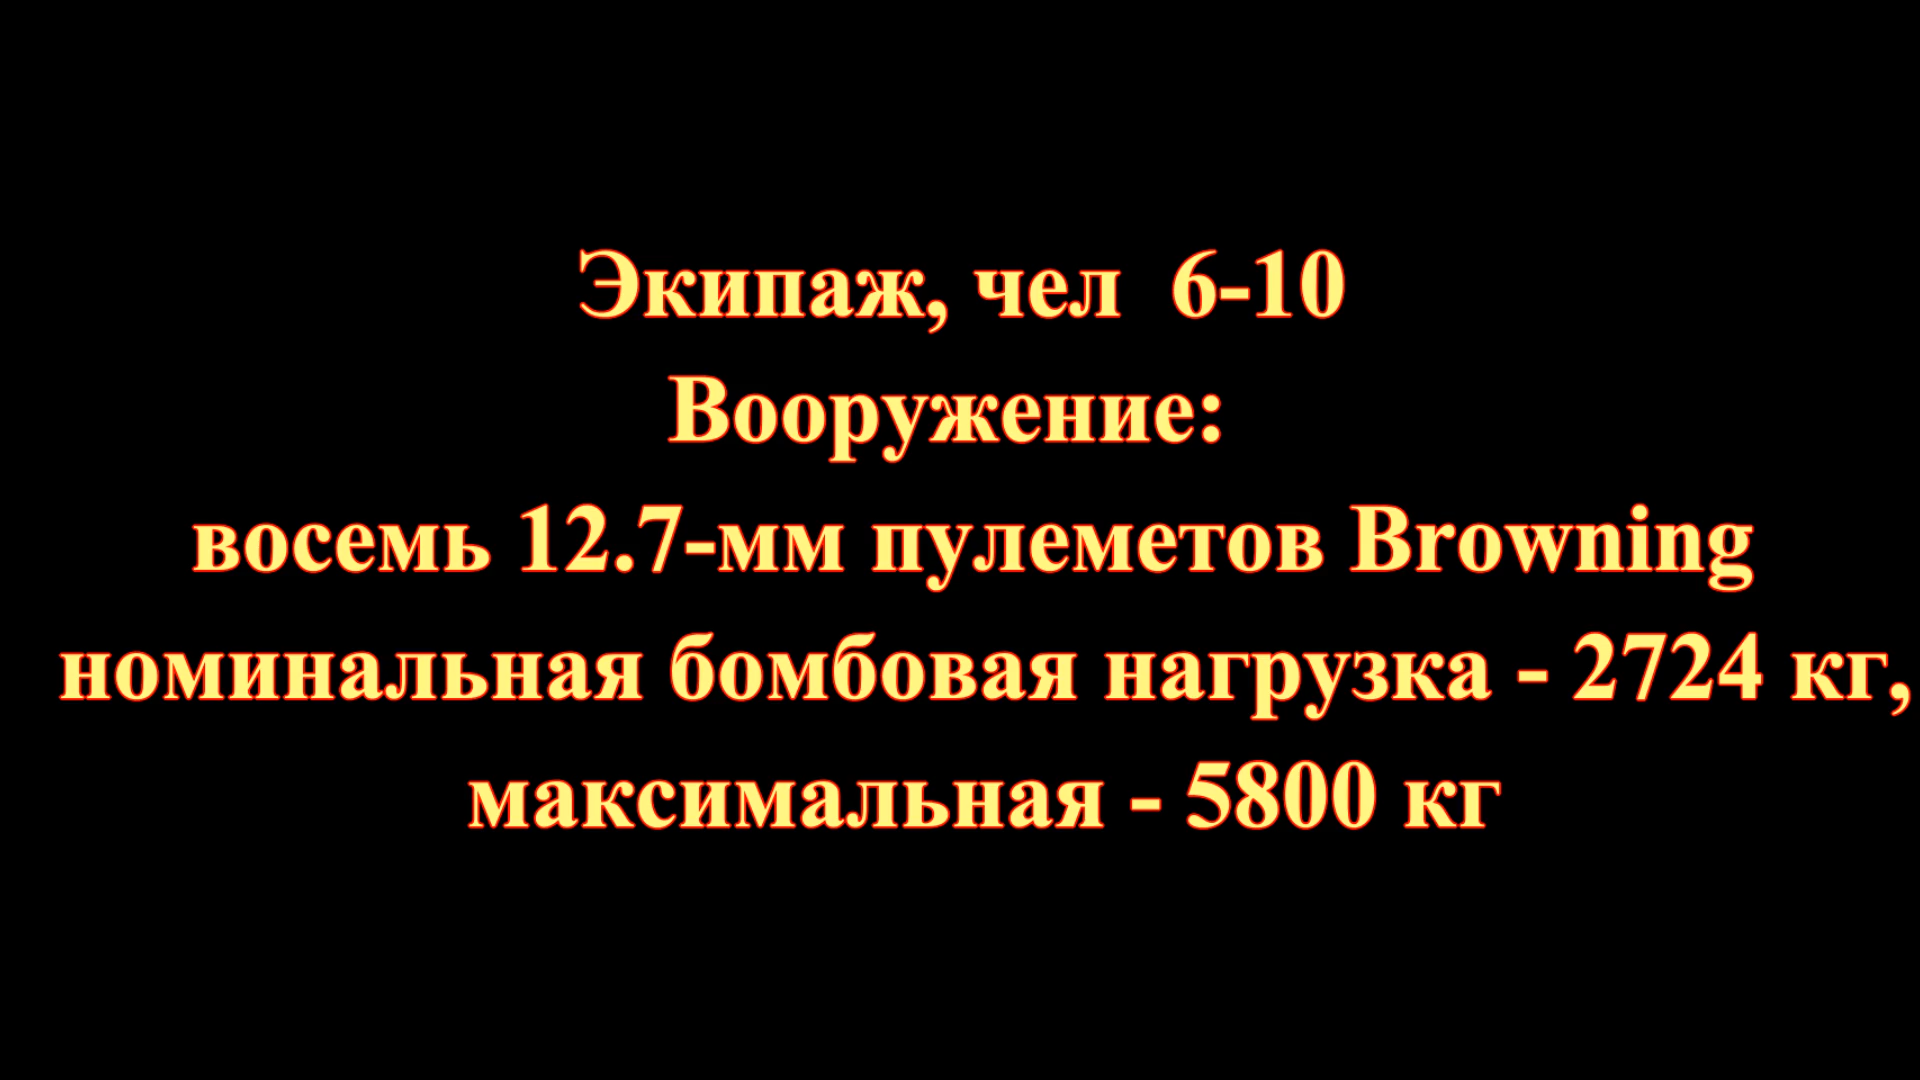 Экипаж, чел  6-10
Вооружение:
восемь 12.7-мм пулеметов Browning
номинальная бомбовая нагрузка - 2724 кг,
максимальная - 5800 кг